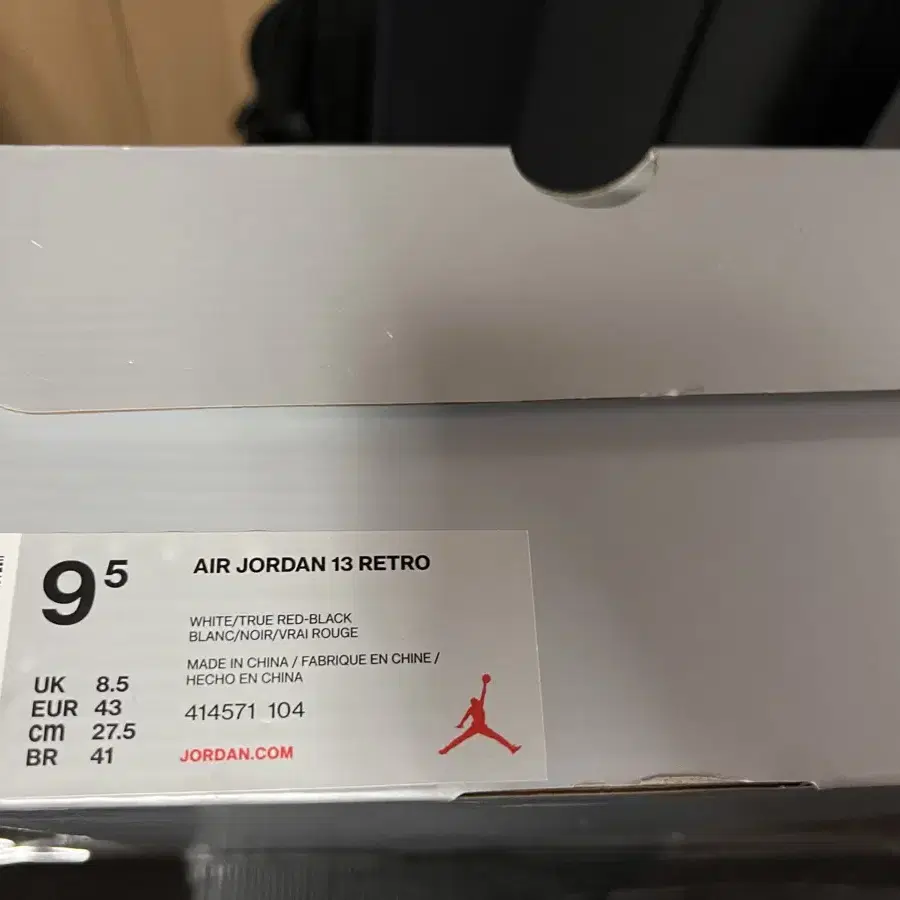 9⁵
AIR JORDAN 13 RETRO
WHITE/TRUE RED-BLACK
BLANC/NOIR/VRAI ROUGE
MADE IN CHINA / FABRIQUE EN CHINE /
HECHO EN CHINA
414571 104
JORDAN.COM
UK 8.5
EUR 43
cm 27.5
BR 41